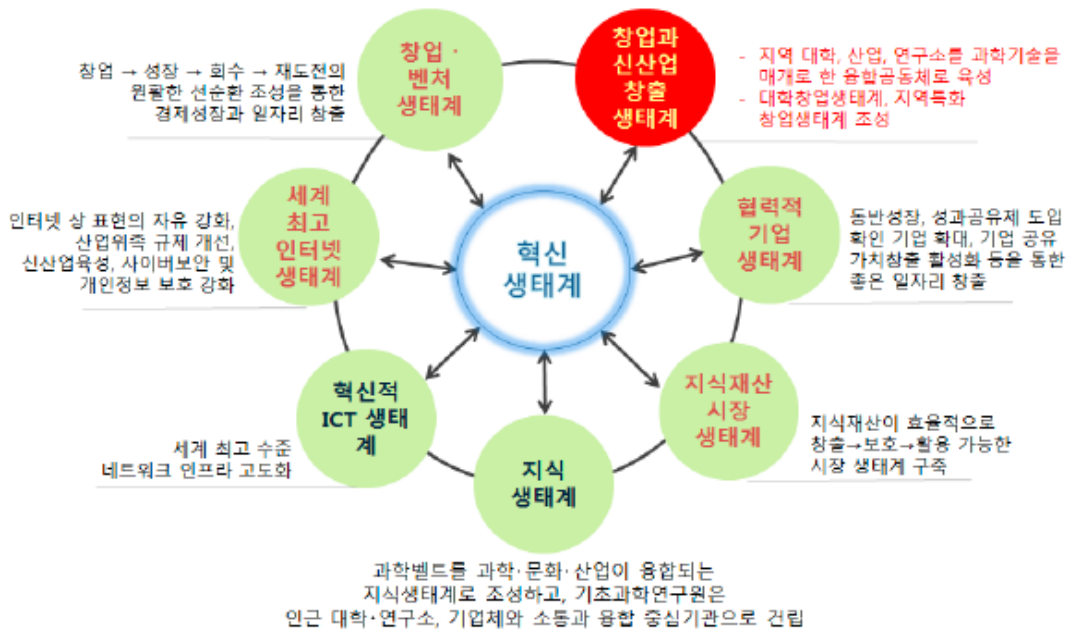 창업 ·
벤처
생태계
창업 → 성장 → 회수 → 재도전의
원활한 선순환 조성을 통한
경제성장과 일자리 창출
창업과
신산업
창출
생태계
- 지역 대학, 산업, 연구소를 과학기술을
매개로 한 융합공동체로 육성
- 대학창업생태계, 지역특화
창업생태계 조성
세계
최고
인터넷
생태계
인터넷 상 표현의 자유 강화,
산업위축 규제 개선,
신산업육성, 사이버보안 및
개인정보 보호 강화
혁신
생태계
협력적
기업
생태계
동반성장, 성과공유제 도입
확인 기업 확대, 기업 공유
가치창출 활성화 등을 통한
좋은 일자리 창출
혁신적
ICT 생태
계
세계 최고 수준
네트워크 인프라 고도화
지식
생태계
지식재산
시장
생태계
지식재산이 효율적으로
창출→보호→활용 가능한
시장 생태계 구축
과학벨트를 과학·문화·산업이 융합되는
지식생태계로 조성하고, 기초과학연구원은
인근 대학·연구소, 기업체와 소통과 융합 중심기관으로 건립